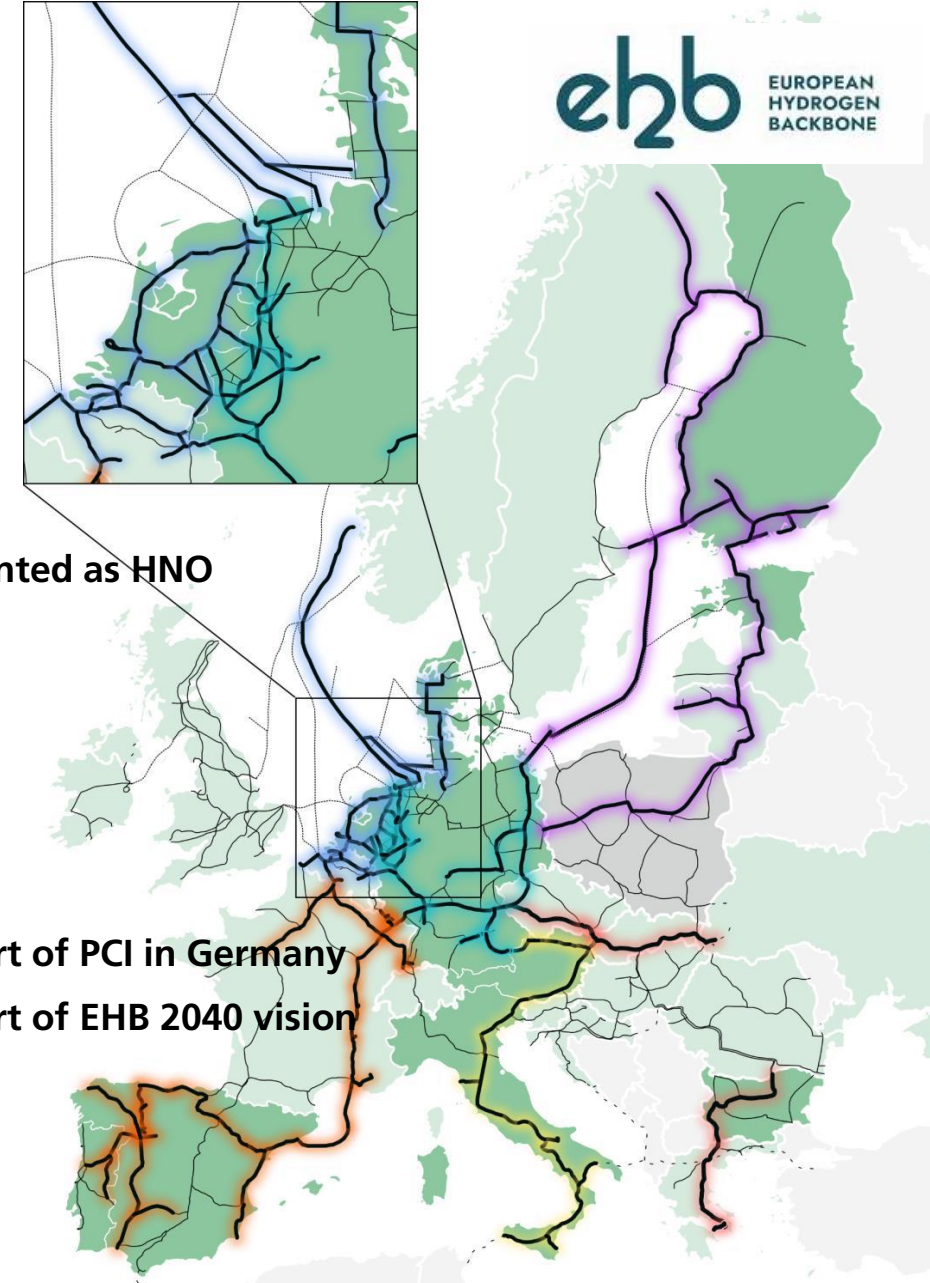 eh2b
EUROPEAN
HYDROGEN
BACKBONE
nted as HNO
rt of PCI in Germany
rt of EHB 2040 vision